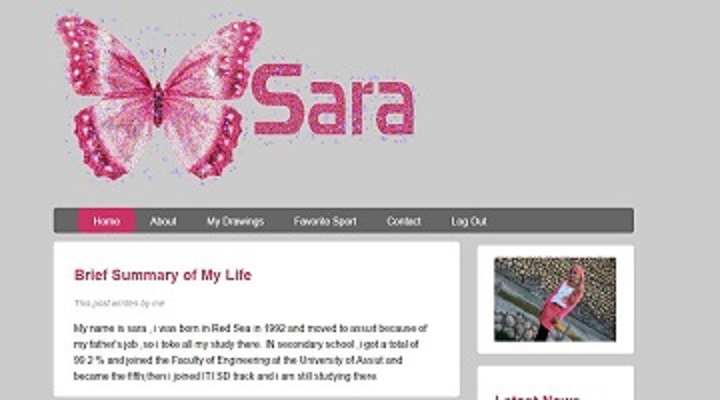 Sara
Home About My Drawings Favorite Sport Contact Log Out
Brief Summary of My Life
This post written by me
My name is sara , i was born in Red Sea in 1992 and moved to assuit because of
my father's job ,so i toke all my study there. IN secondary school ,i got a total of
99.2 % and joined the Faculty of Engineering at the University of Assiut and
became the fifth,then i joined ITI SD track and i am still studying there.
Latest News